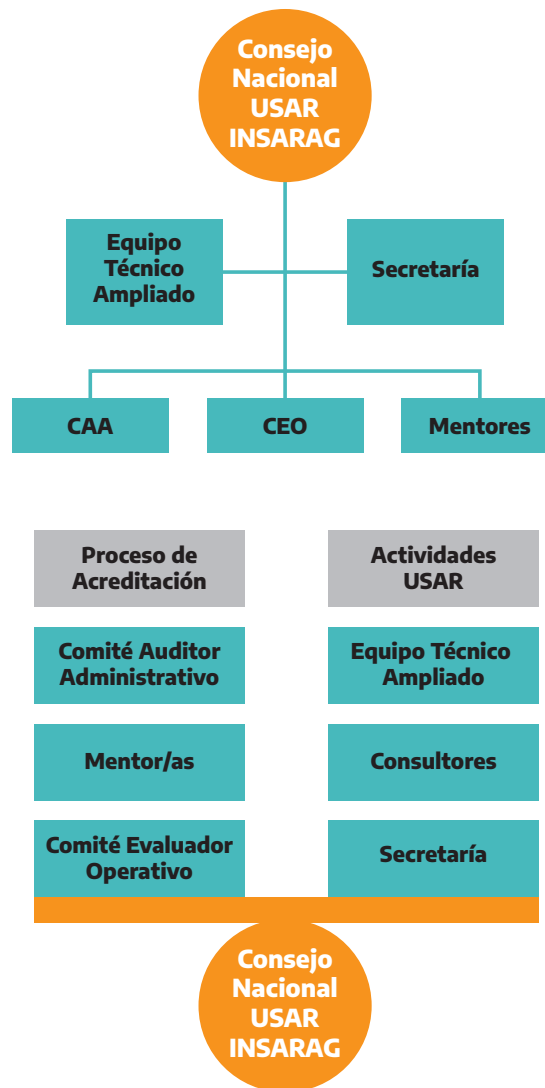 Consejo
Nacional
USAR
INSARAG
Equipo
Técnico
Ampliado
Secretaría
CAA
CEO
Mentores
Proceso de
Acreditación
Actividades
USAR
Comité Auditor
Administrativo
Equipo Técnico
Ampliado
Mentor/as
Consultores
Comité Evaluador
Operativo
Secretaría
Consejo
Nacional
USAR
INSARAG